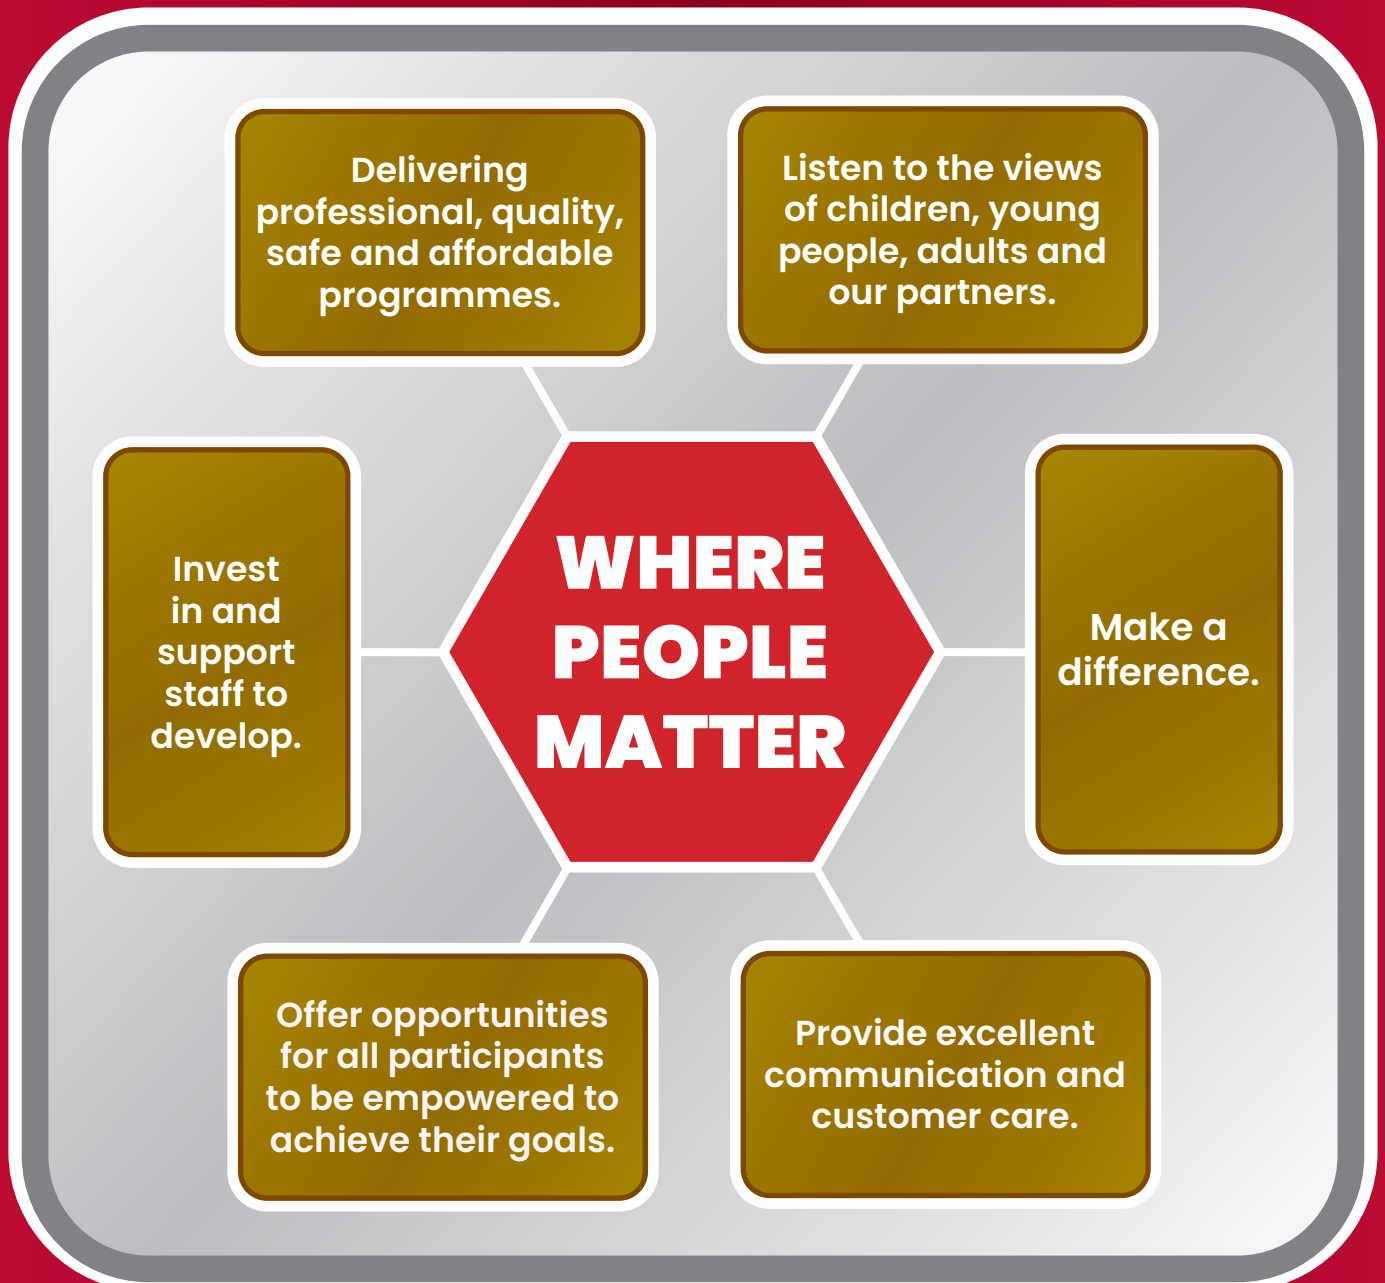 Delivering
professional, quality,
safe and affordable
programmes.
Listen to the views
of children, young
people, adults and
our partners.
Invest
in and
support
staff to
develop.
WHERE
PEOPLE
MATTER
Make a
difference.
Offer opportunities
for all participants
to be empowered to
achieve their goals.
Provide excellent
communication and
customer care.